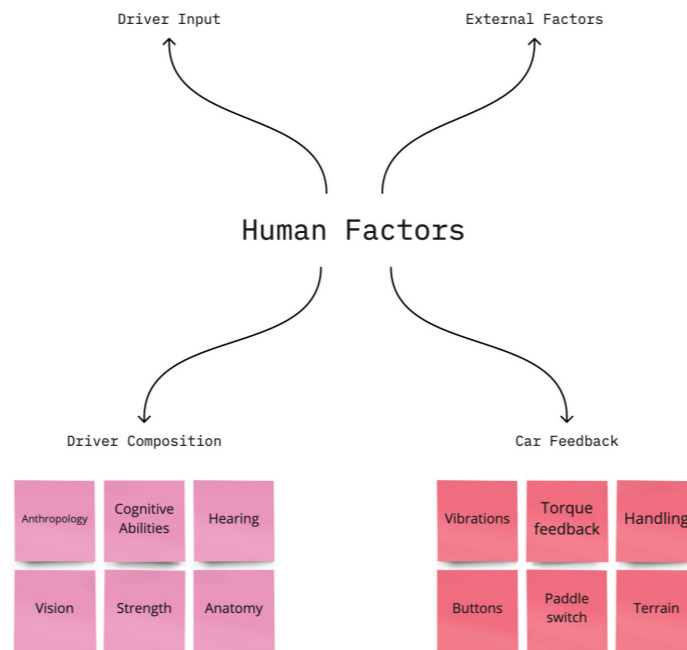 Driver Input
External Factors
Human Factors
Driver Composition
Car Feedback
Anthropology
Cognitive
Abilities
Hearing
Vibrations
Torque
feedback
Handling
Vision
Strength
Anatomy
Buttons
Paddle
switch
Terrain